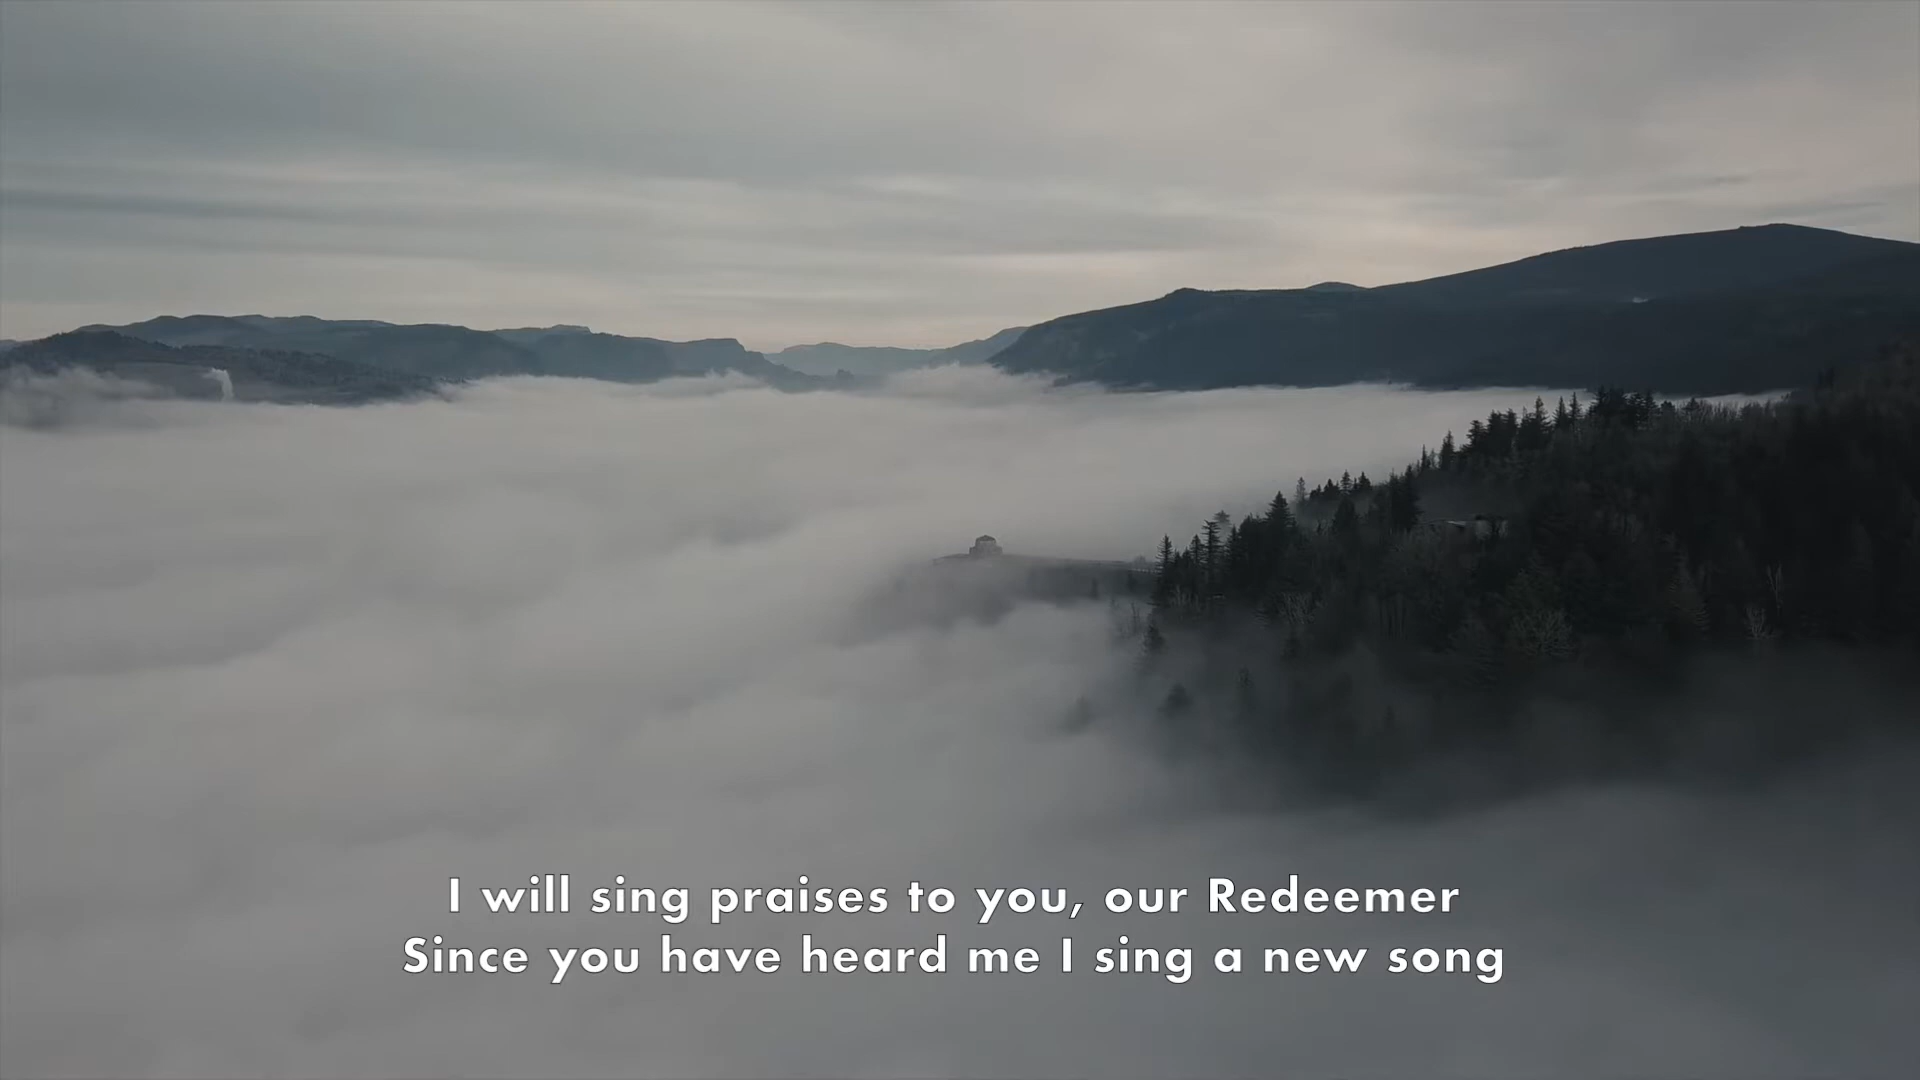 I will sing praises to you, our Redeemer
Since you have heard me I sing a new song